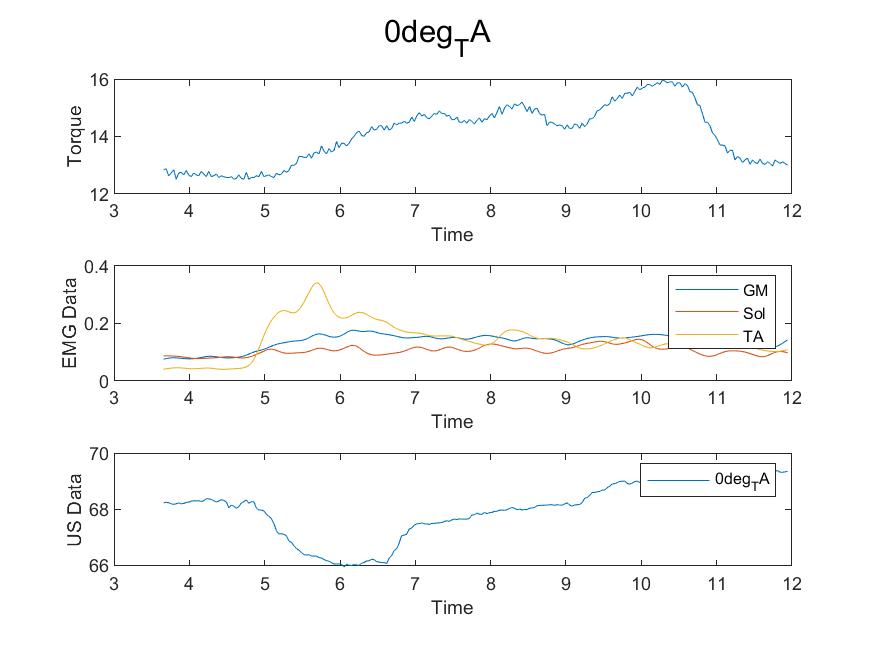 0deg_TA
16
14
12
Torque
3 4 5 6 7 8 9 10 11 12
Time
0.4
0.2
0
EMG Data
GM
Sol
TA
3 4 5 6 7 8 9 10 11 12
Time
70
68
66
US Data
0deg_TA
3 4 5 6 7 8 9 10 11 12
Time